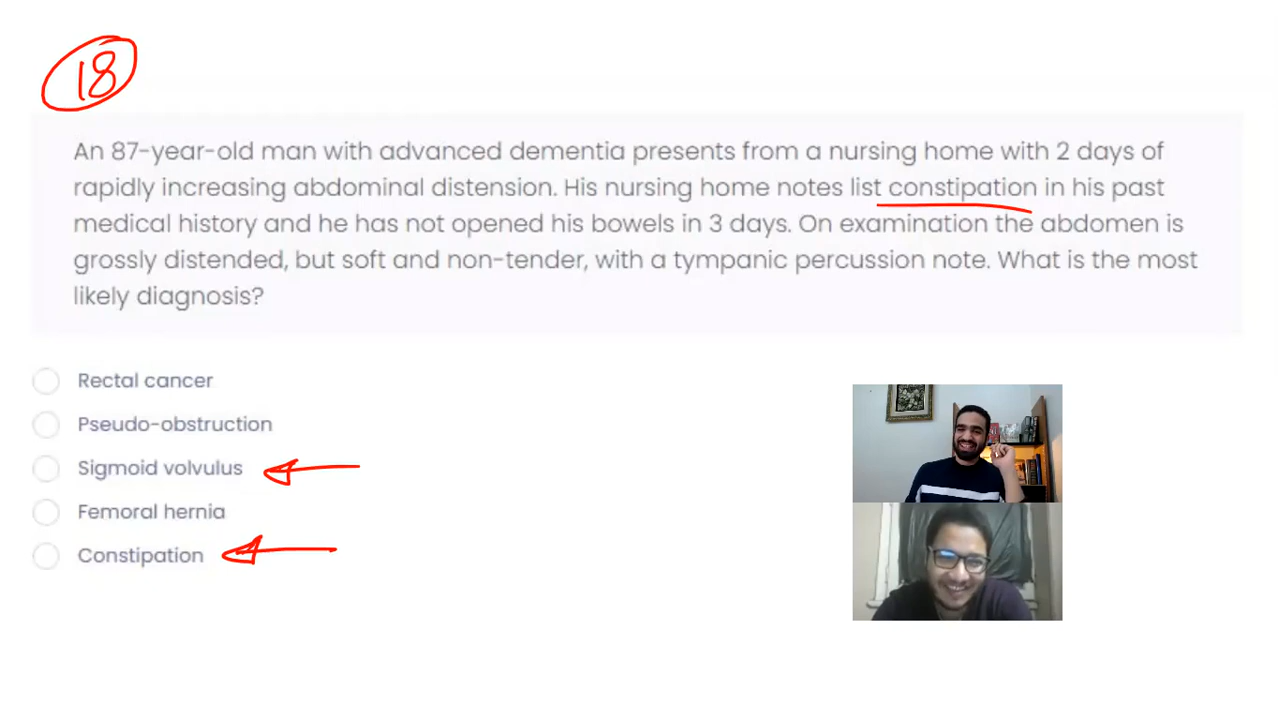 18
An 87-year-old man with advanced dementia presents from a nursing home with 2 days of
rapidly increasing abdominal distension. His nursing home notes list constipation in his past
medical history and he has not opened his bowels in 3 days. On examination the abdomen is
grossly distended, but soft and non-tender, with a tympanic percussion note. What is the most
likely diagnosis?
Rectal cancer
Pseudo-obstruction
Sigmoid volvulus
Femoral hernia
Constipation